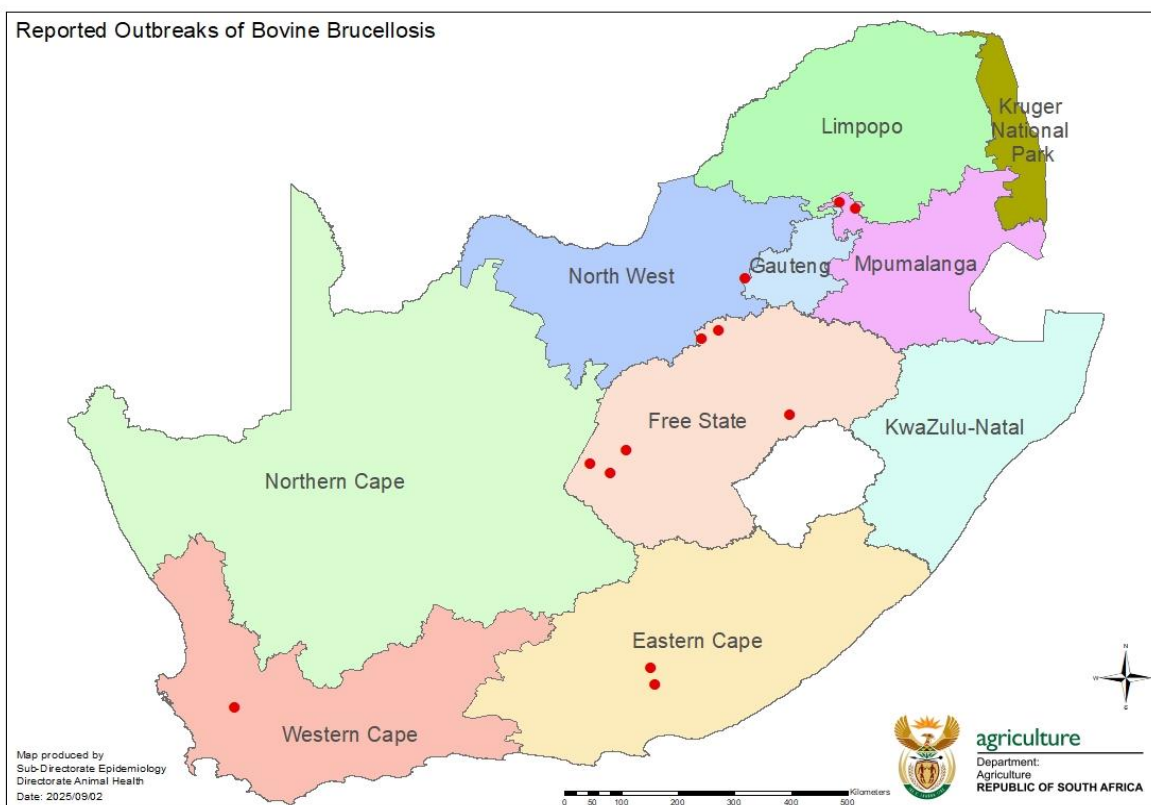 Reported Outbreaks of Bovine Brucellosis
Limpopo
Kruger
National
Park
North West
Gauteng
Mpumalanga
Free State
KwaZulu-Natal
Northern Cape
Eastern Cape
Western Cape
N
W E
S
Map produced by
Sub-Directorate Epidemiology
Directorate Animal Health
Date: 2025/09/02
Kilometers
0 50 100 200 300 400 500
agriculture
Department:
Agriculture
REPUBLIC OF SOUTH AFRICA